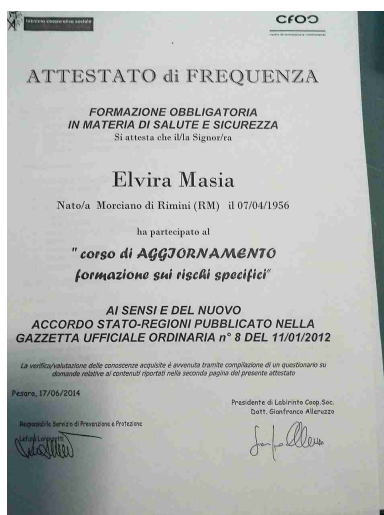 labirinto cooperativa sociale
CFOO
ATTESTATO di FREQUENZA
FORMAZIONE OBBLIGATORIA
IN MATERIA DI SALUTE E SICUREZZA
Si attesta che il/la Signor/ra
Elvira Masia
Nato/a Morciano di Rimini (RM) il 07/04/1956
ha partecipato al
" corso di AGGIORNAMENTO
formazione sui rischi specifici"
AI SENSI E DEL NUOVO
ACCORDO STATO-REGIONI PUBBLICATO NELLA
GAZZETTA UFFICIALE ORDINARIA n° 8 DEL 11/01/2012
La verifica/valutazione delle conoscenze acquisite è avvenuta tramite compilazione di un questionario su
domande relative ai contenuti riportati nella seconda pagina del presente attestato
Pesaro, 17/06/2014
Presidente di Labirinto Coop.Soc.
Dott. Gianfranco Alleruzzo
Responsabile Servizio di Prevenzione e Protezione